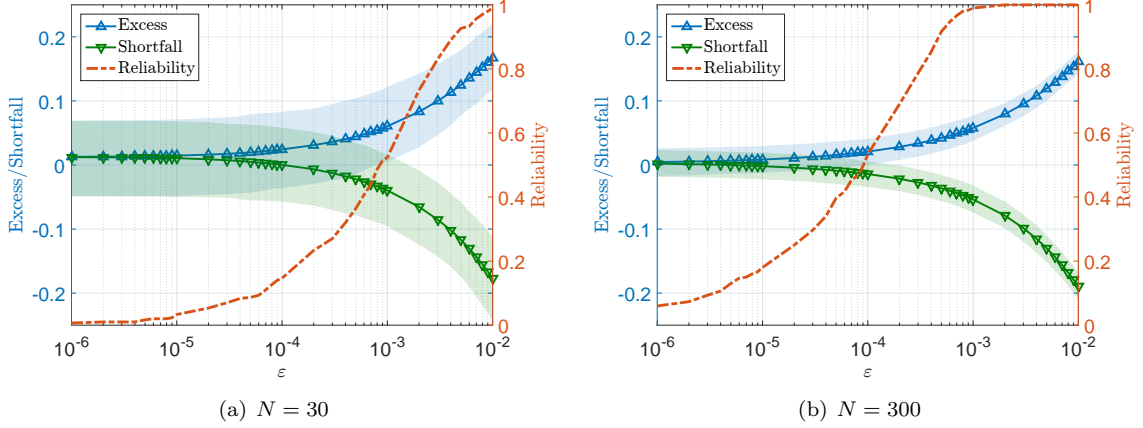 0.2
0.1
0
-0.1
-0.2
Excess/Shortfall
Excess
Shortfall
Reliability
1
0.8
0.6
0.4
0.2
0
Reliability
10^-6
10^-5
10^-4
10^-3
10^-2
ε
(a) N = 30
0.2
0.1
0
-0.1
-0.2
Excess/Shortfall
Excess
Shortfall
Reliability
1
0.8
0.6
0.4
0.2
0
Reliability
10^-6
10^-5
10^-4
10^-3
10^-2
ε
(b) N = 300